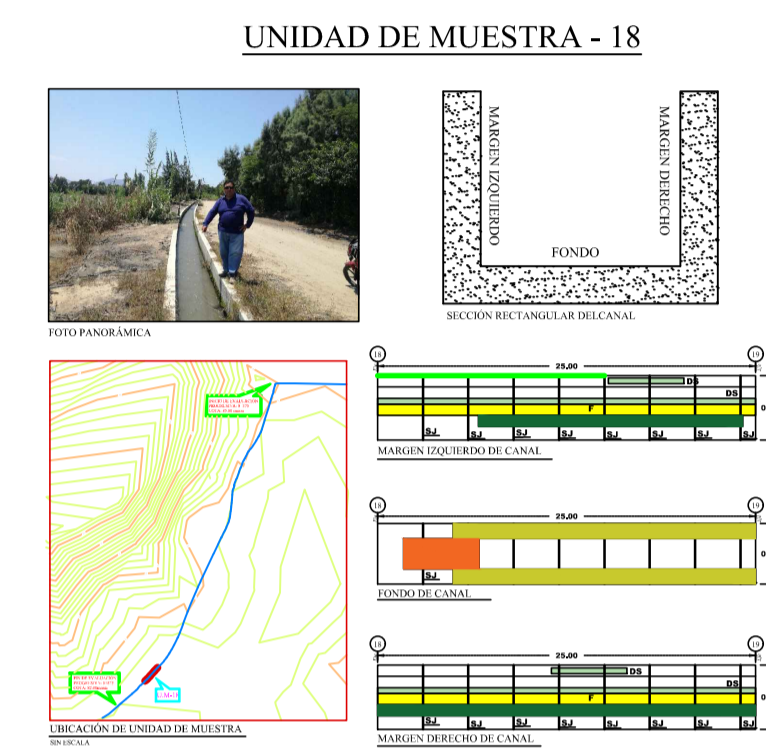 UNIDAD DE MUESTRA - 18
MARGEN IZQUIERDO
MARGEN DERECHO
FONDO
FOTO PANORÁMICA
SECCIÓN RECTANGULAR DELCANAL
18
19
25.00
DS
DS
F
SJ
SJ SJ SJ SJ SJ SJ SJ
MARGEN IZQUIERDO DE CANAL
18
19
25.00
SJ
FONDO DE CANAL
18
19
25.00
DS
DS
F
SJ SJ SJ SJ SJ SJ SJ SJ
MARGEN DERECHO DE CANAL
UBICACIÓN DE UNIDAD DE MUESTRA
SIN ESCALA